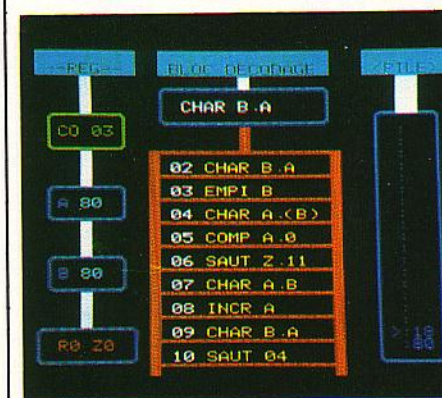 --REG--
BLOC DECODAGE
<PILE>
CHAR B.A
CO 03
02 CHAR B.A
03 EMPI B
04 CHAR A.(B)
05 COMP A.0
06 SAUT Z.11
07 CHAR A.B
08 INCR A
09 CHAR B.A
10 SAUT 04
A 80
B 80
R0 Z0